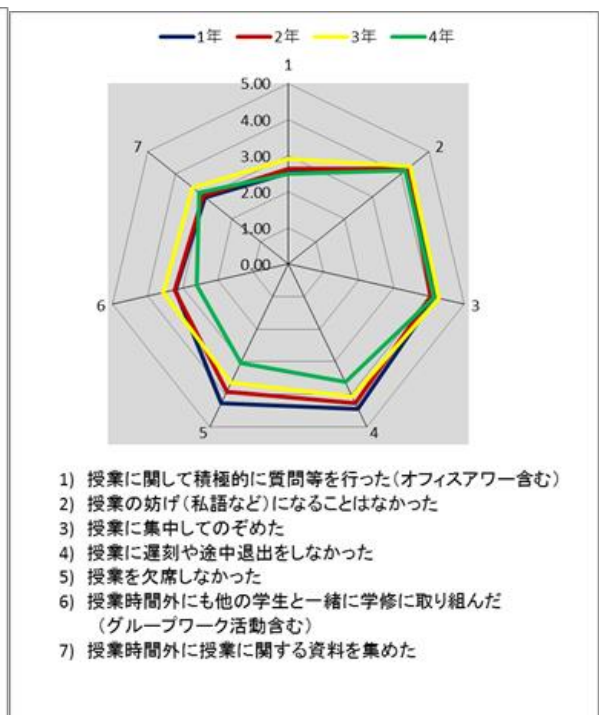 1年 2年 3年 4年
1
5.00
7
4.00
2
3.00
2.00
1.00
0.00
6
3
5
4
1) 授業に関して積極的に質問等を行った(オフィスアワー含む)
2) 授業の妨げ(私語など)になることはなかった
3) 授業に集中してのぞめた
4) 授業に遅刻や途中退出をしなかった
5) 授業を欠席しなかった
6) 授業時間外にも他の学生と一緒に学修に取り組んだ
(グループワーク活動含む)
7) 授業時間外に授業に関する資料を集めた